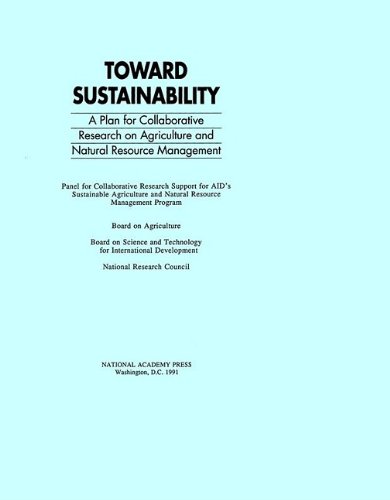 TOWARD
SUSTAINABILITY
A Plan for Collaborative
Research on Agriculture and
Natural Resource Management
Panel for Collaborative Research Support for AID's
Sustainable Agriculture and Natural Resource
Management Program
Board on Agriculture
Board on Science and Technology
for International Development
National Research Council
NATIONAL ACADEMY PRESS
Washington, D.C. 1991